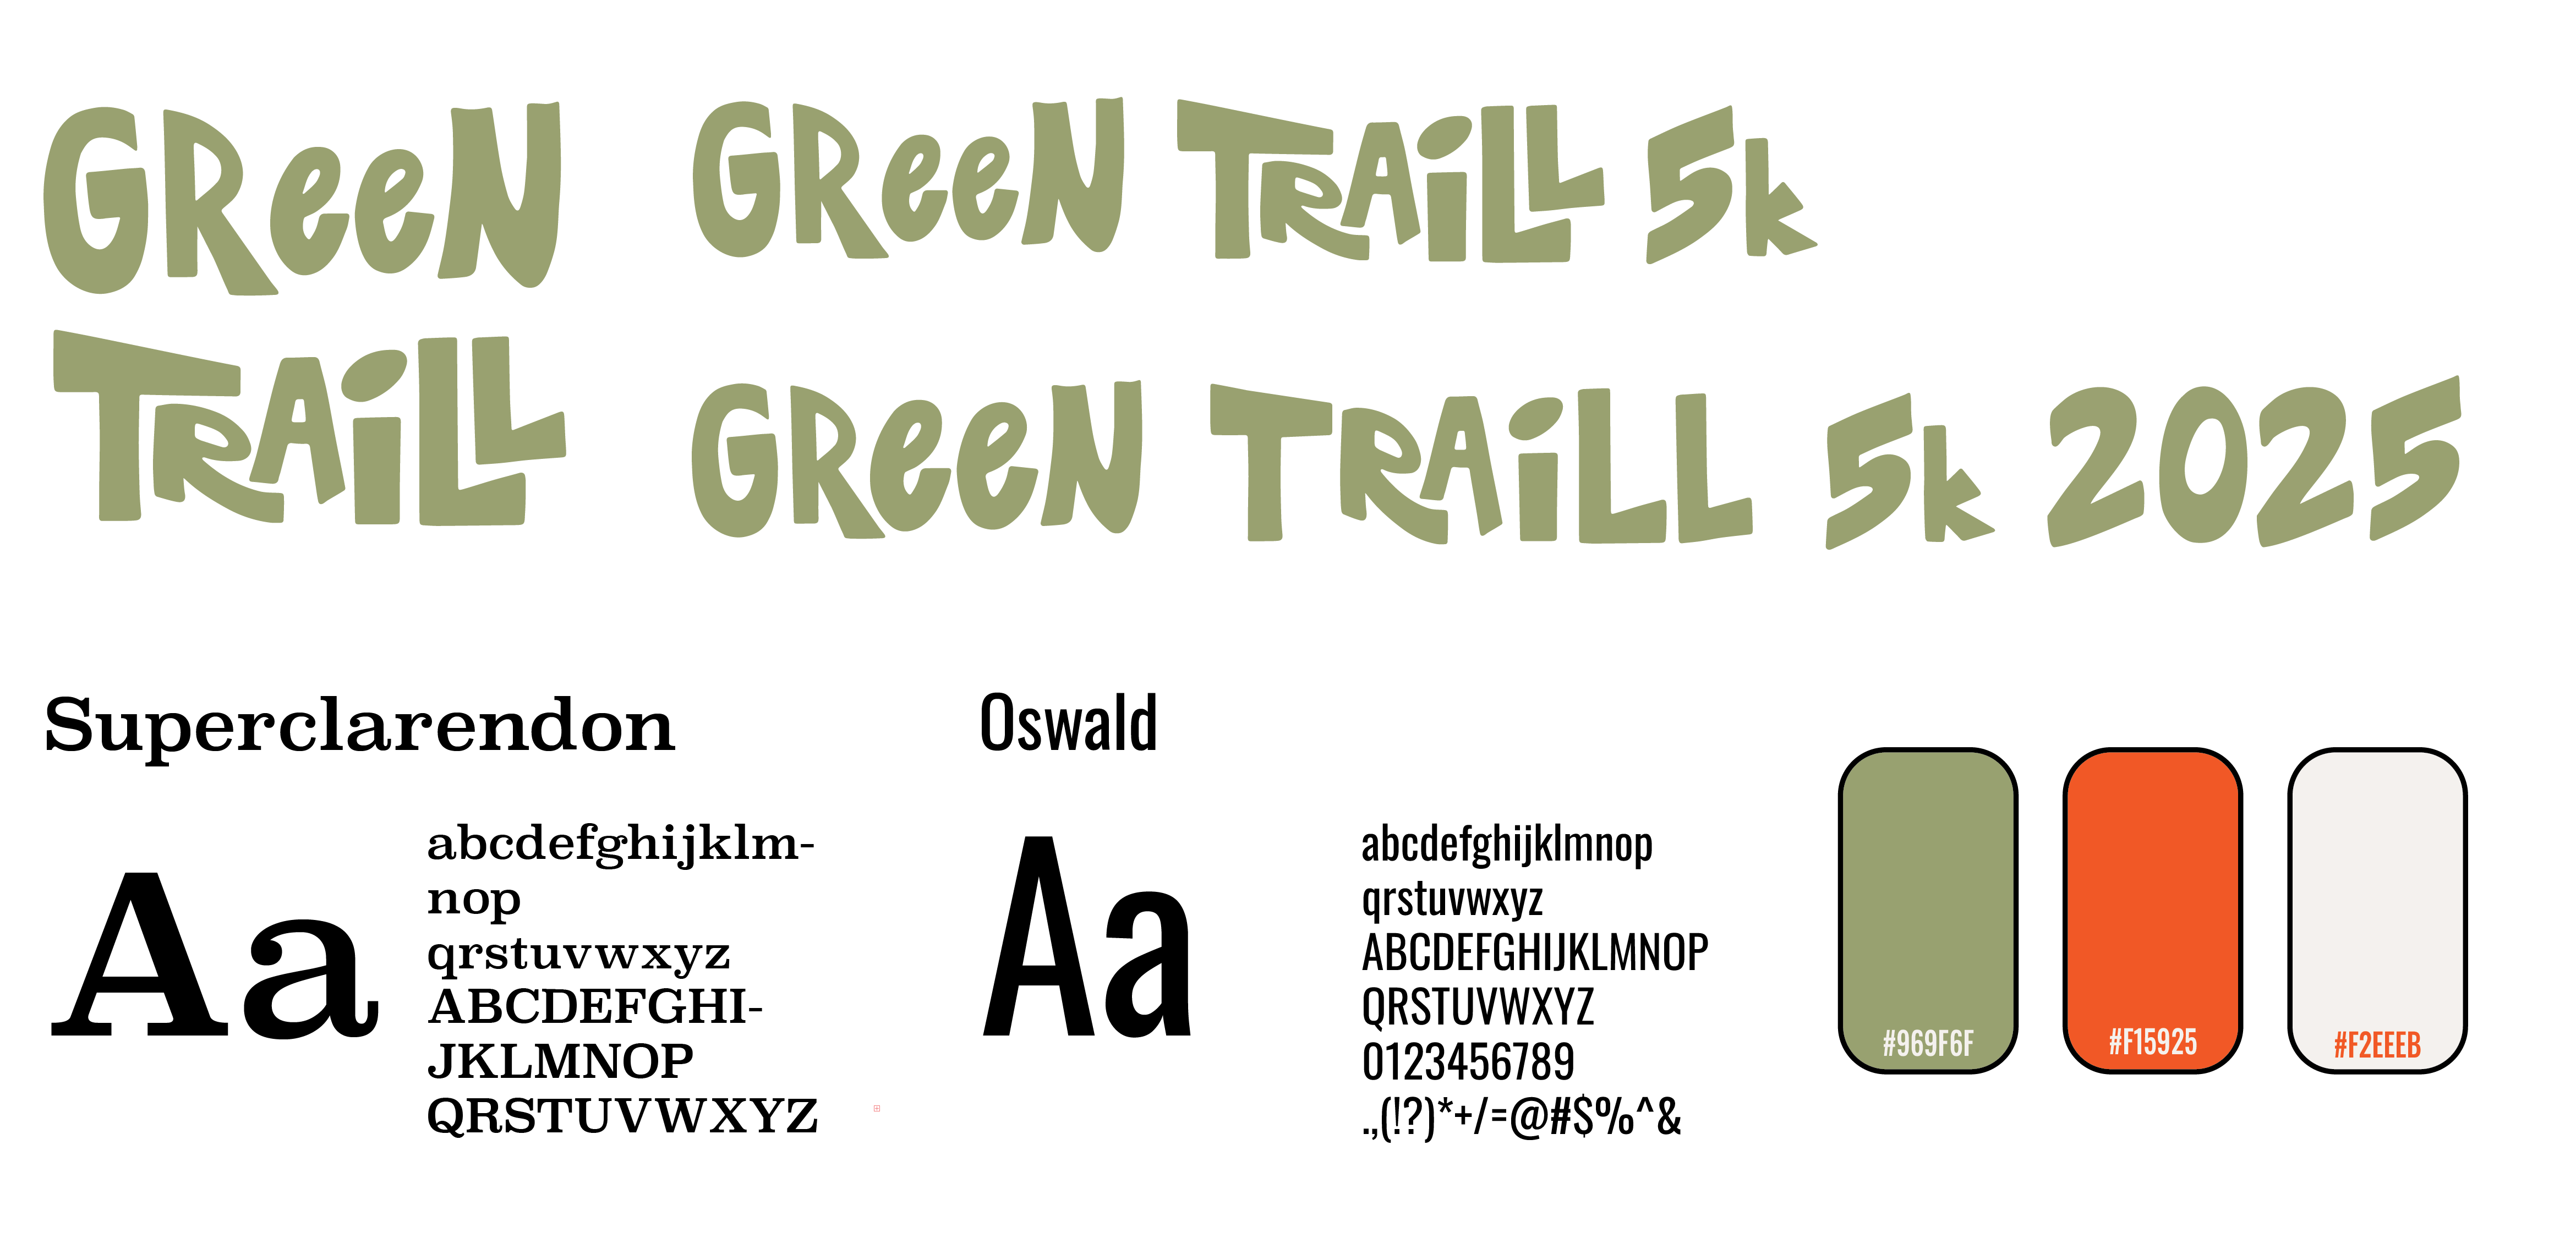 GReeN
TRAiLL
GReeN TRAiLL 5k
GReeN TRAiLL 5k 2025
Superclarendon
Aa
abcdefghijklm-
nop
qrstuvwxyz
ABCDEFGHI-
JKLMNOP
QRSTUVWXYZ
Oswald
Aa
abcdefghijklmnop
qrstuvwxyz
ABCDEFGHIJKLMNOP
QRSTUVWXYZ
0123456789
.,(!?)*+/=@#$%^&
#969F6F
#F15925
#F2EEEB